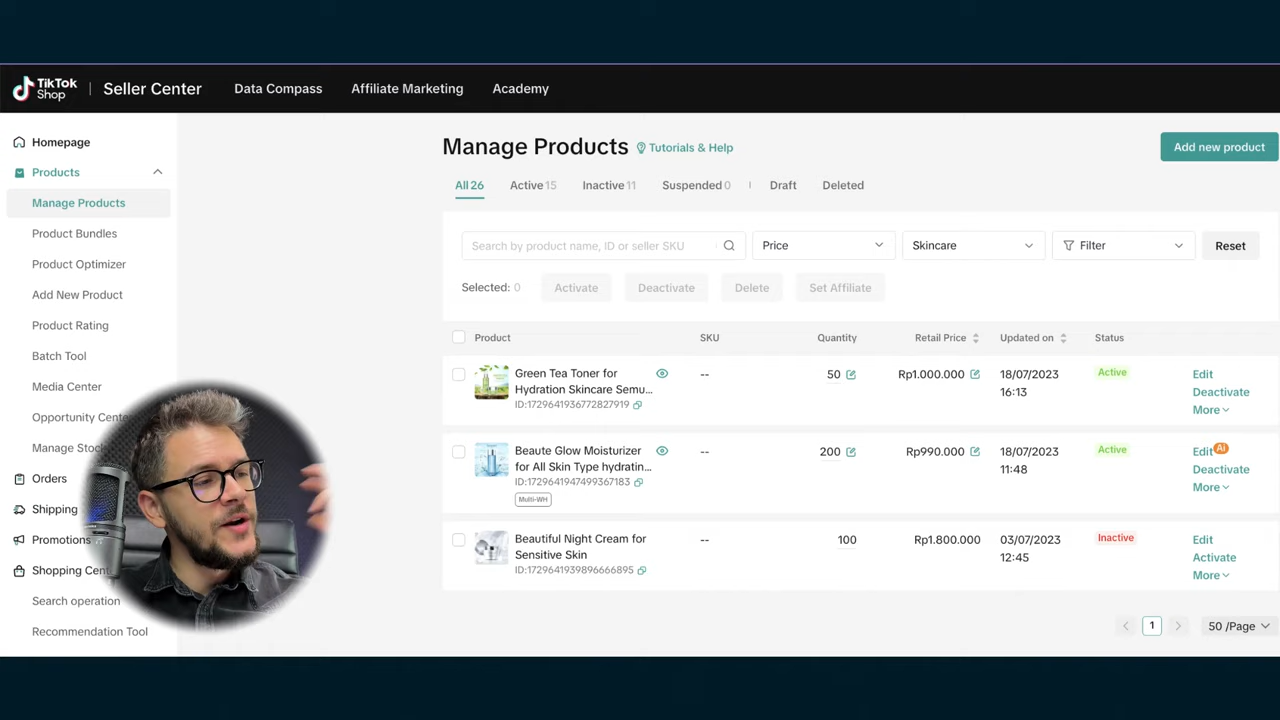 TikTok Shop | Seller Center Data Compass Affiliate Marketing Academy
Homepage
Products
Manage Products
Product Bundles
Product Optimizer
Add New Product
Product Rating
Batch Tool
Media Center
Opportunity Cente
Manage Stoc
Orders
Shipping
Promotions
Shopping Cent
Search operation
Recommendation Tool
Manage Products Tutorials & Help Add new product
All 26 Active 15 Inactive 11 Suspended 0 | Draft Deleted
Search by product name, ID or seller SKU Price Skincare Filter Reset
Selected: 0 Activate Deactivate Delete Set Affiliate
Product SKU Quantity Retail Price Updated on Status
Green Tea Toner for -- 50 Rp1.000.000 18/07/2023 Active Edit
Hydration Skincare Semu... 16:13 Deactivate
ID:1729641936772827919 More
Beaute Glow Moisturizer -- 200 Rp990.000 18/07/2023 Active Edit AI
for All Skin Type hydratin... 11:48 Deactivate
ID:1729641947499367183 More
Multi-WH
Beautiful Night Cream for -- 100 Rp1.800.000 03/07/2023 Inactive Edit
Sensitive Skin 12:45 Activate
ID:1729641939896666895 More
1 50 /Page